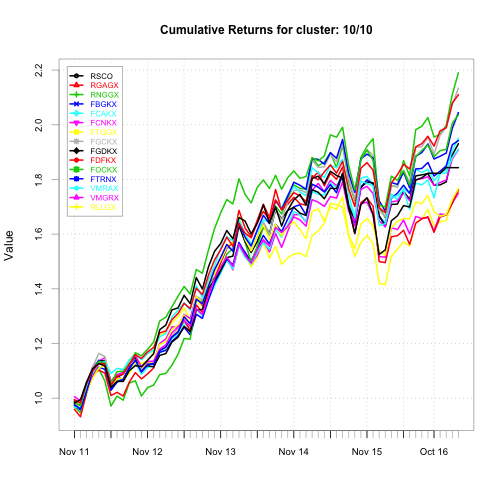 Cumulative Returns for cluster: 10/10
2.2
2.0
1.8
1.6
1.4
1.2
1.0
Value
RSCO
RGAGX
RNGGX
FBGKX
FCAKX
FCNKX
FGCKX
FGDKX
FDFKX
FOCKX
FTRNX
VMRAX
VMGRX
Nov 11 Nov 12 Nov 13 Nov 14 Nov 15 Oct 16